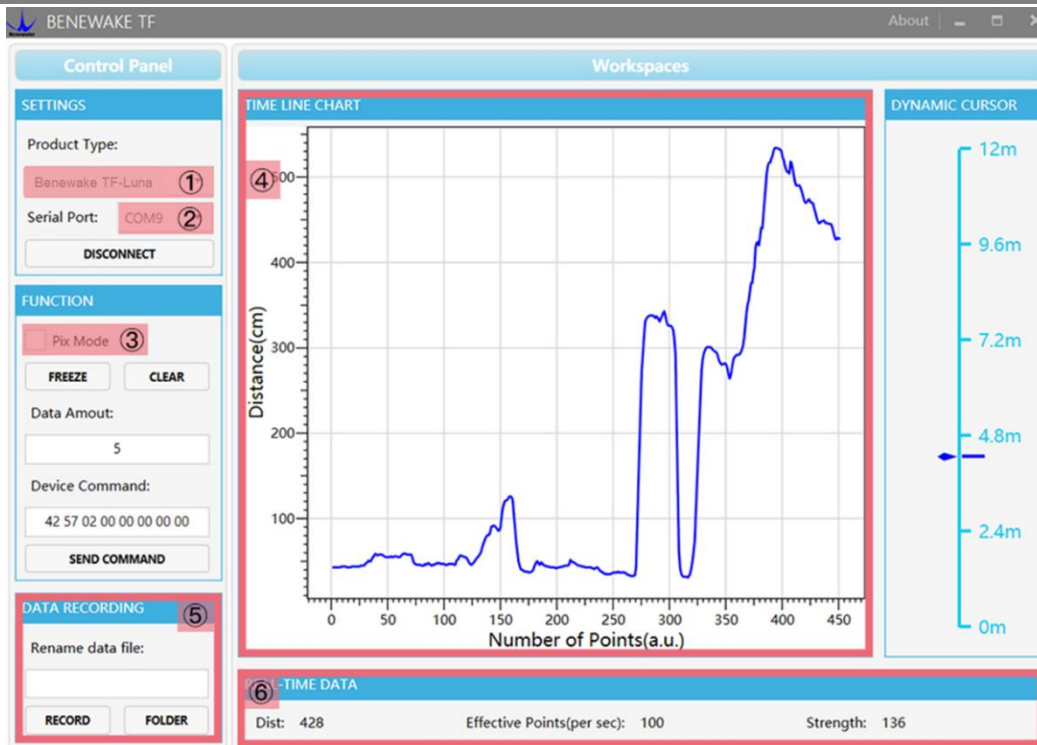 BENEWAKE TF
About
Benewake
Control Panel
Workspaces
SETTINGS
Product Type:
Benewake TF-Luna ①
Serial Port: COM9 ②
DISCONNECT
FUNCTION
Pix Mode ③
FREEZE CLEAR
Data Amout:
5
Device Command:
42 57 02 00 00 00 00 00
SEND COMMAND
DATA RECORDING ⑤
Rename data file:
RECORD FOLDER
TIME LINE CHART
④
400
300
200
100
Distance(cm)
0 50 100 150 200 250 300 350 400 450
Number of Points(a.u.)
DYNAMIC CURSOR
12m
9.6m
7.2m
4.8m
2.4m
0m
⑥ -TIME DATA
Dist: 428 Effective Points(per sec): 100 Strength: 136